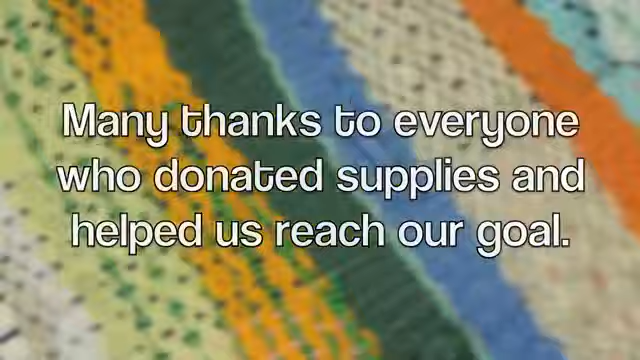 Many thanks to everyone
who donated supplies and
helped us reach our goal.